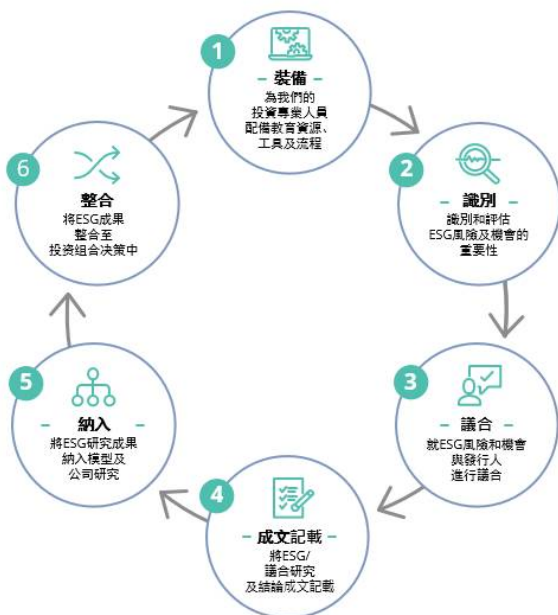 1
– 裝備 –
為我們的
投資專業人員
配備教育資源、
工具及流程
2
– 識別 –
識別和評估
ESG風險及機會的
重要性
3
– 議合 –
就ESG風險和機會
與發行人
進行議合
4
– 成文記載 –
將ESG/
議合研究
及結論成文記載
5
– 納入 –
將ESG研究成果
納入模型及
公司研究
6
整合
將ESG成果
整合至
投资组合决策中